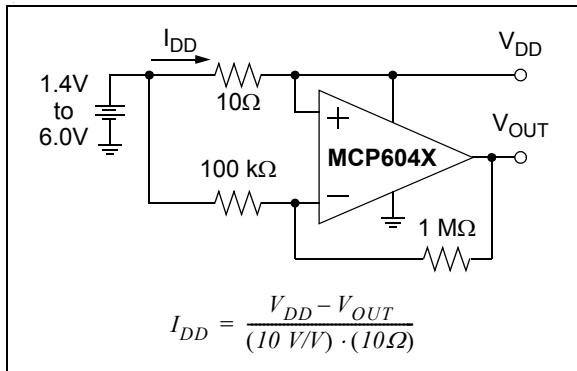 I_DD
V_DD
1.4V
to
6.0V
10Ω
+
V_OUT
MCP604X
100 kΩ
–
1 MΩ
I_DD = (V_DD – V_OUT) / ((10 V/V) · (10Ω))